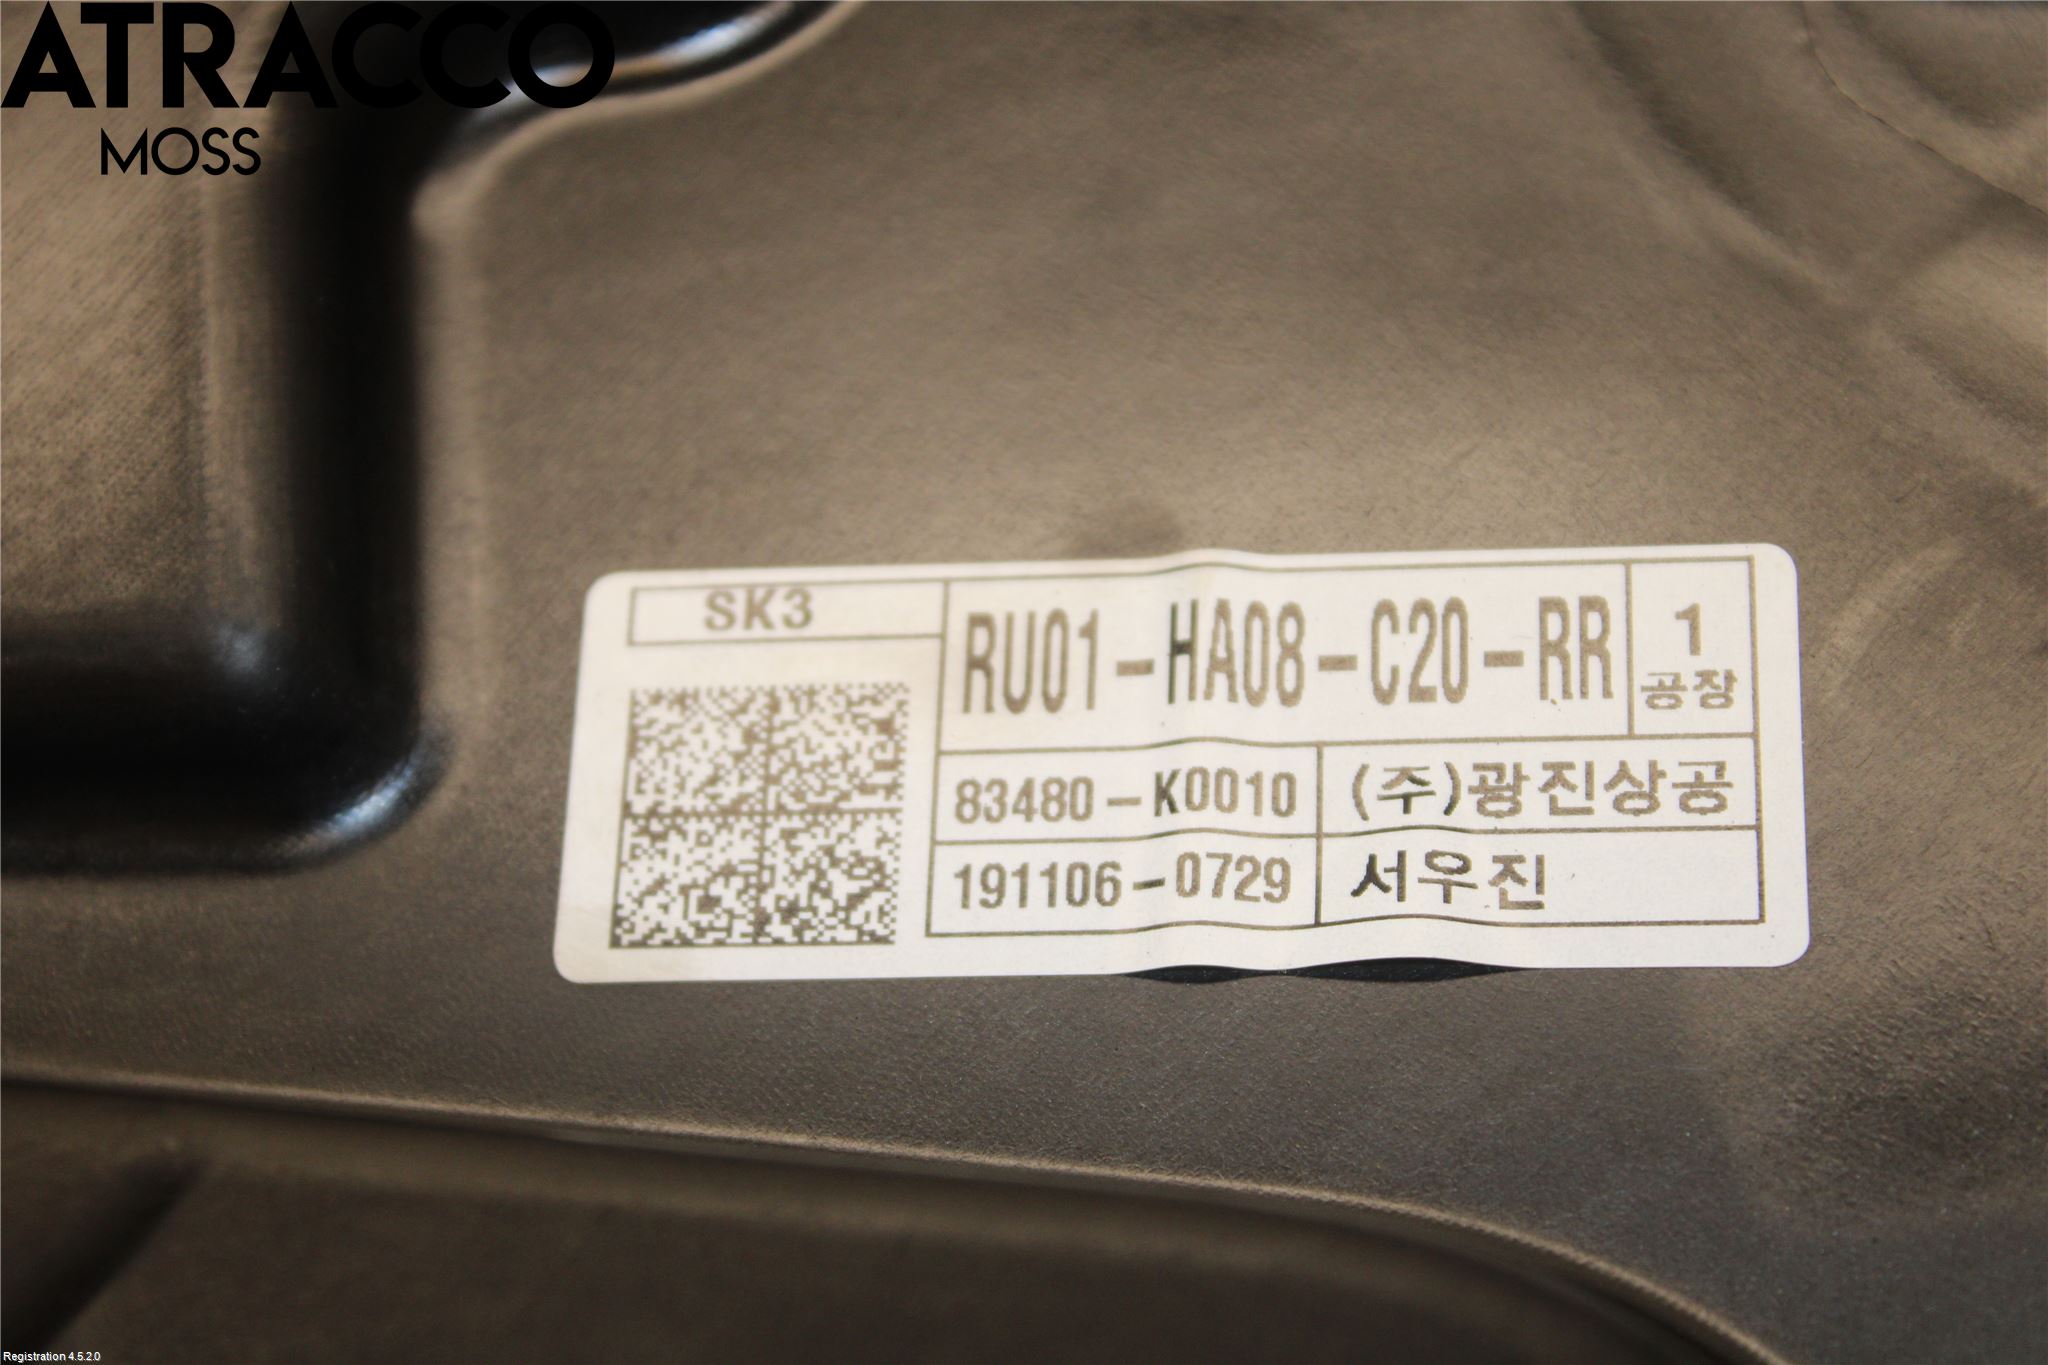 ATRACCO
MOSS
SK3
RU01-HA08-C20-RR
1
공장
83480-K0010
(주)광진상공
191106-0729
서우진
Registration 4.5.2.0